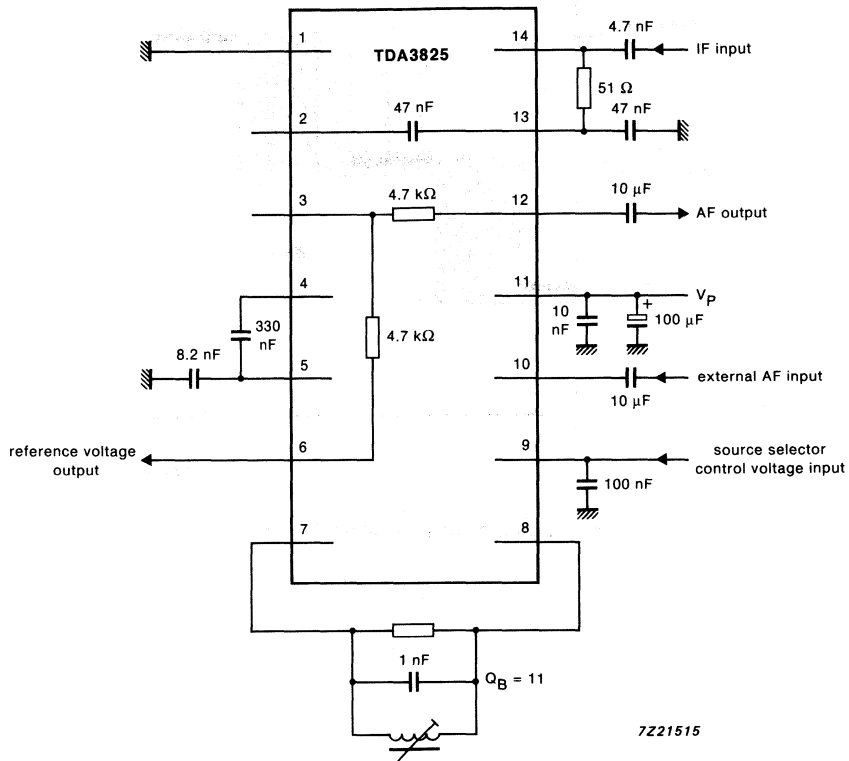 TDA3825
1
14
4.7 nF
IF input
51 Ω
2
47 nF
13
47 nF
3
4.7 kΩ
12
10 μF
AF output
4
11
V_P
330 nF
4.7 kΩ
10 nF
+
100 μF
8.2 nF
5
10
external AF input
10 μF
reference voltage
output
6
9
source selector
control voltage input
100 nF
7
8
1 nF
Q_B = 11
7Z21515